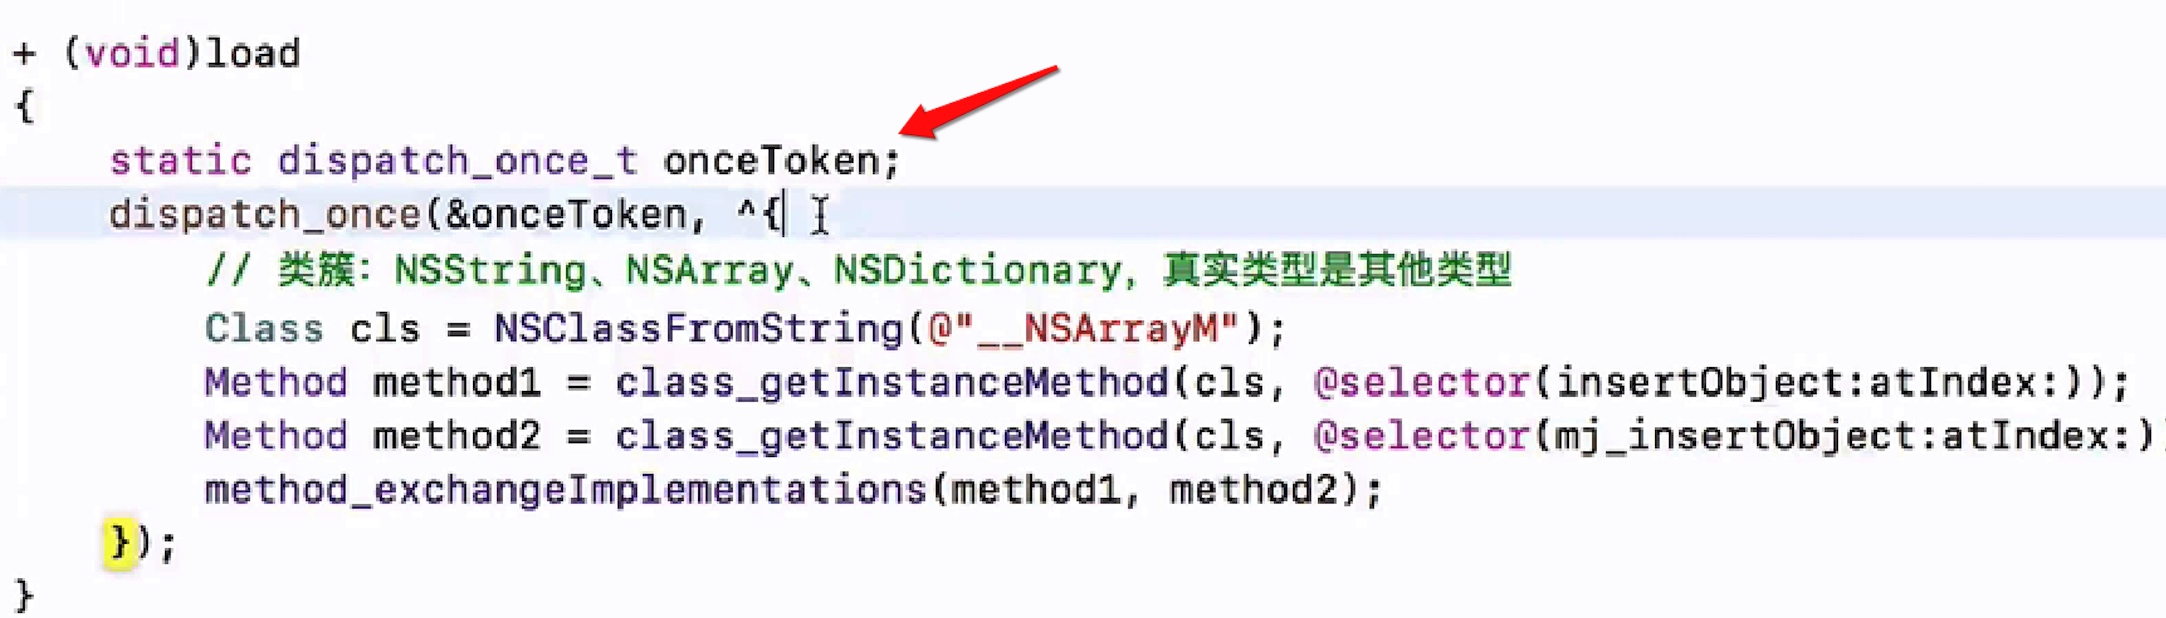 + (void)load
{
static dispatch_once_t onceToken;
dispatch_once(&onceToken, ^{
// 类簇：NSString、NSArray、NSDictionary，真实类型是其他类型
Class cls = NSClassFromString(@"__NSArrayM");
Method method1 = class_getInstanceMethod(cls, @selector(insertObject:atIndex:));
Method method2 = class_getInstanceMethod(cls, @selector(mj_insertObject:atIndex:)
method_exchangeImplementations(method1, method2);
});
}